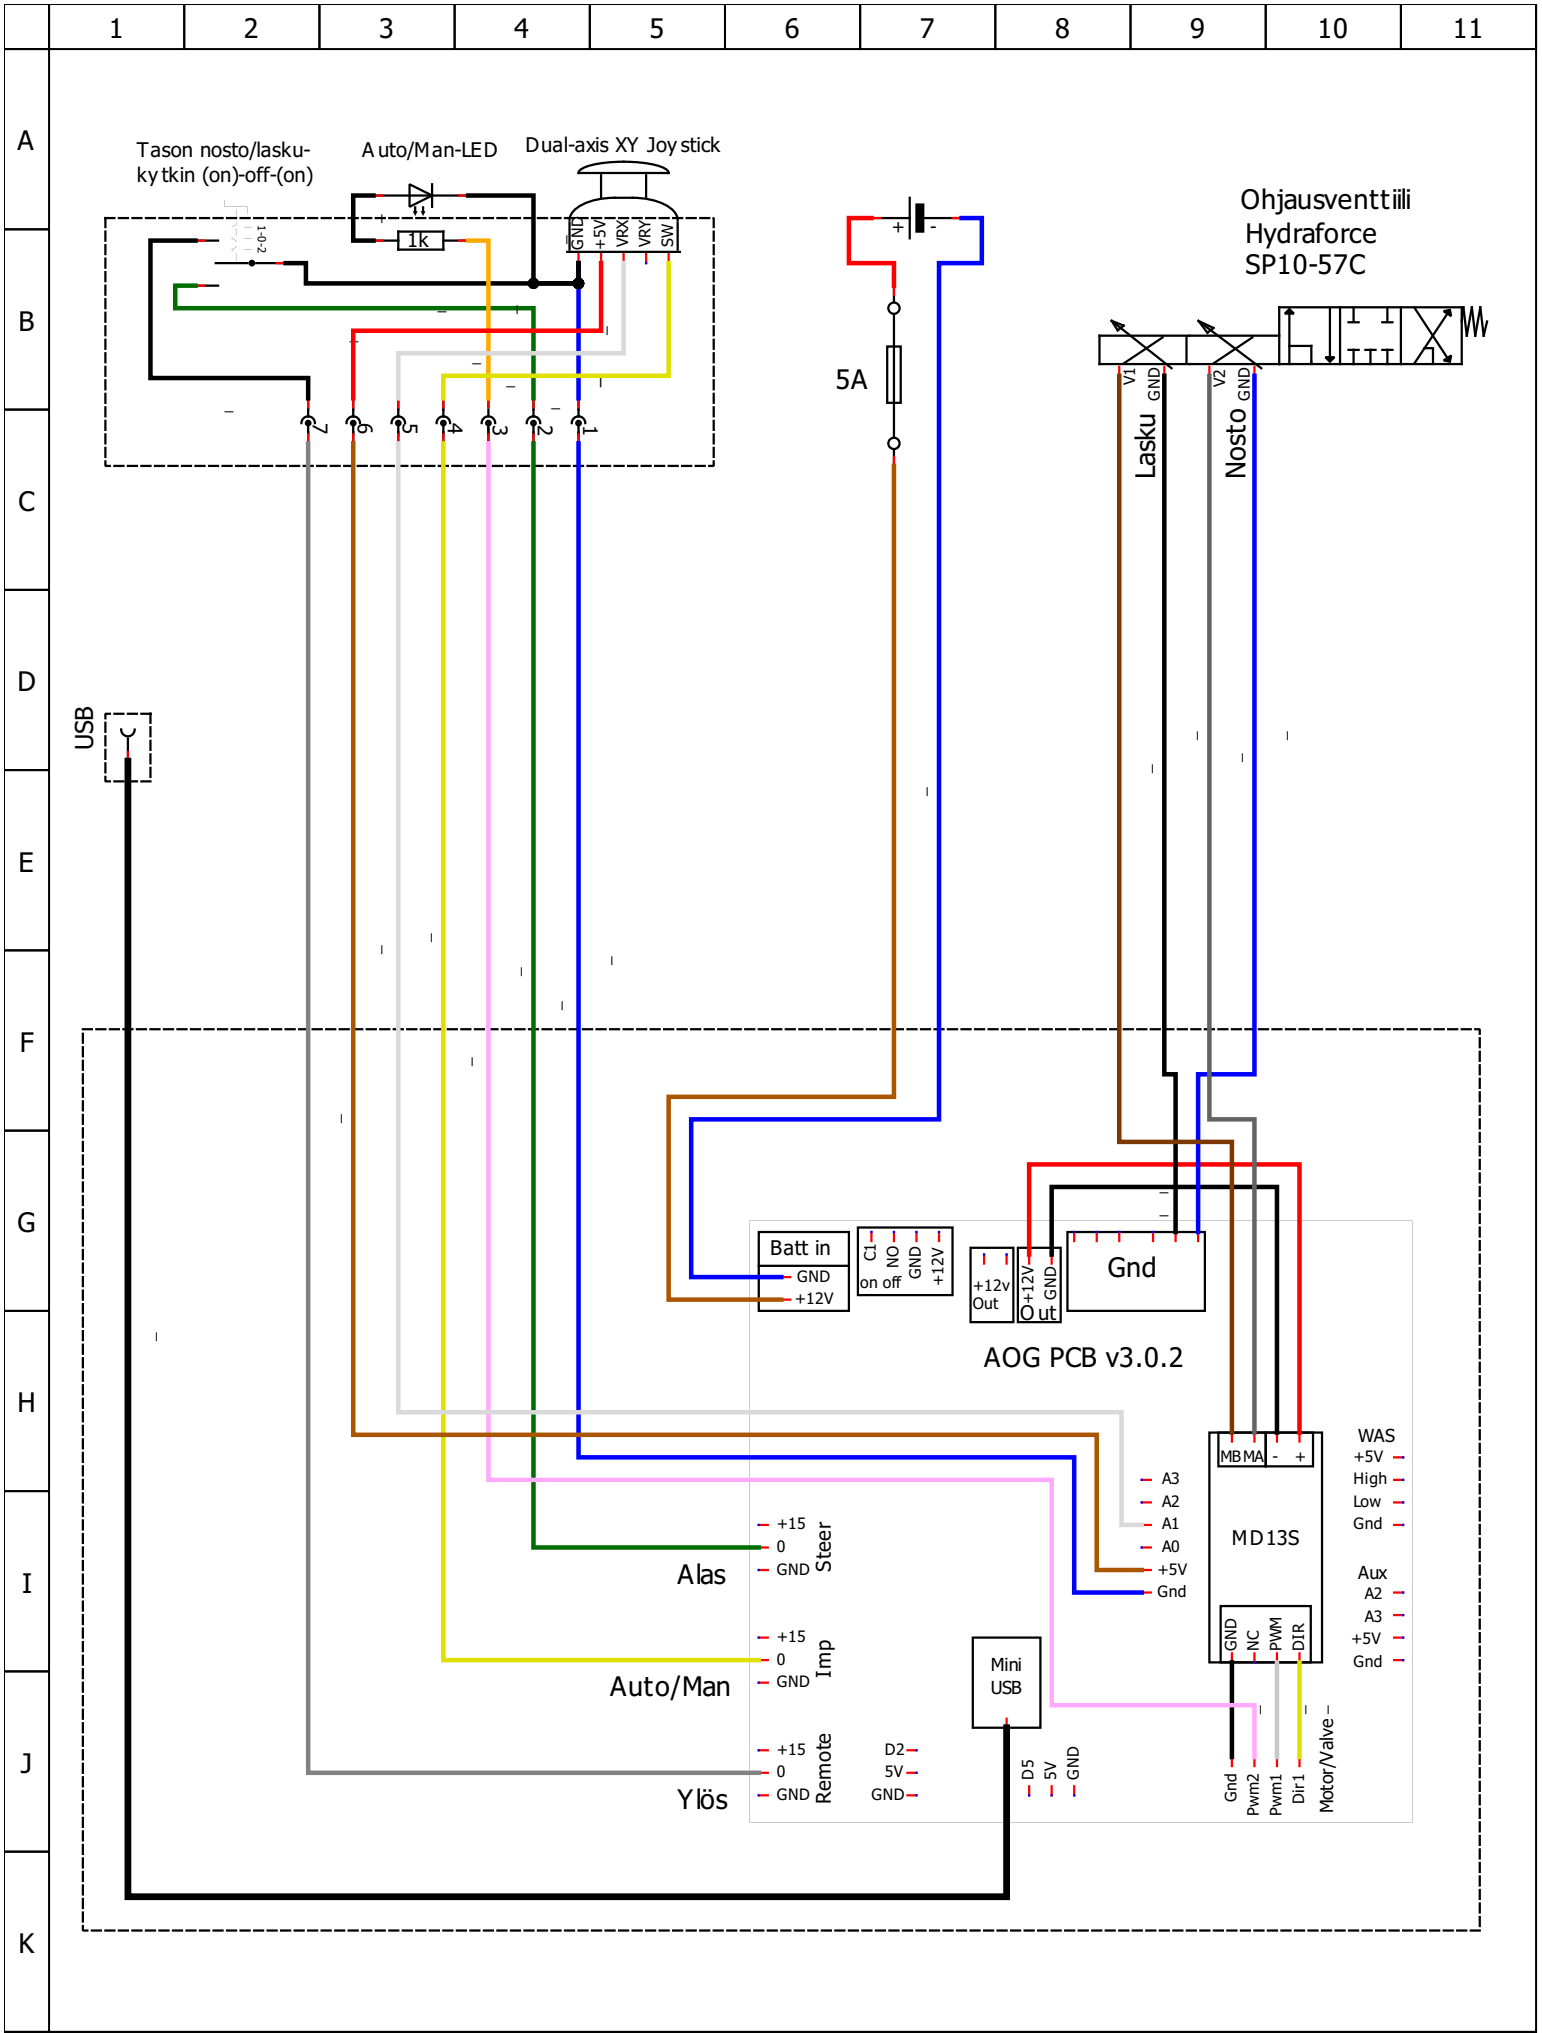 1 2 3 4 5 6 7 8 9 10 11
A
Tason nosto/lasku-
kytkin (on)-off-(on)
Auto/Man-LED
Dual-axis XY Joystick
Ohjausventtiili
Hydraforce
SP10-57C
1-0-2
+
1k
GND
+5V
VRX
VRY
SW
+ -
B
5A
V1
GND
V2
GND
Lasku
Nosto
7 6 5 4 3 2 1
C
D
USB
E
F
G
Batt in
GND
+12V
C1
NO
GND
+12V
on off
+12v
Out
O+12V
GND
Out
Gnd
AOG PCB v3.0.2
H
MB MA - +
MD13S
GND
NC
PWM
DIR
WAS
+5V
High
Low
Gnd
A3
A2
A1
A0
+5V
Gnd
I
+15
0
GND
Steer
Alas
Aux
A2
A3
+5V
Gnd
+15
0
GND
Imp
Auto/Man
Mini
USB
J
+15
0
GND
Remote
Ylös
D2
5V
GND
D5
5V
GND
Gnd
Pwm2
Pwm1
Dir1
Motor/Valve
K